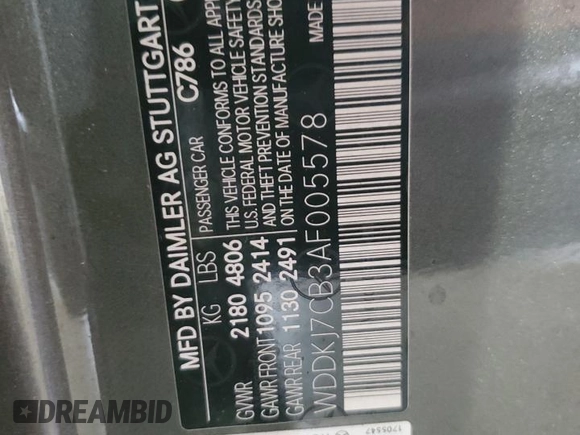 MFD BY DAIMLER AG STUTTGART
C786
KG LBS PASSENGER CAR
GVWR 2180 4806
GAWR FRONT 1095 2414
GAWR REAR 1130 2491
THIS VEHICLE CONFORMS TO ALL
U.S. FEDERAL MOTOR VEHICLE SAFETY
AND THEFT PREVENTION STANDARDS
ON THE DATE OF MANUFACTURE SHOW
MADE
WDDKJ7CB3AF005578
DREAMBID